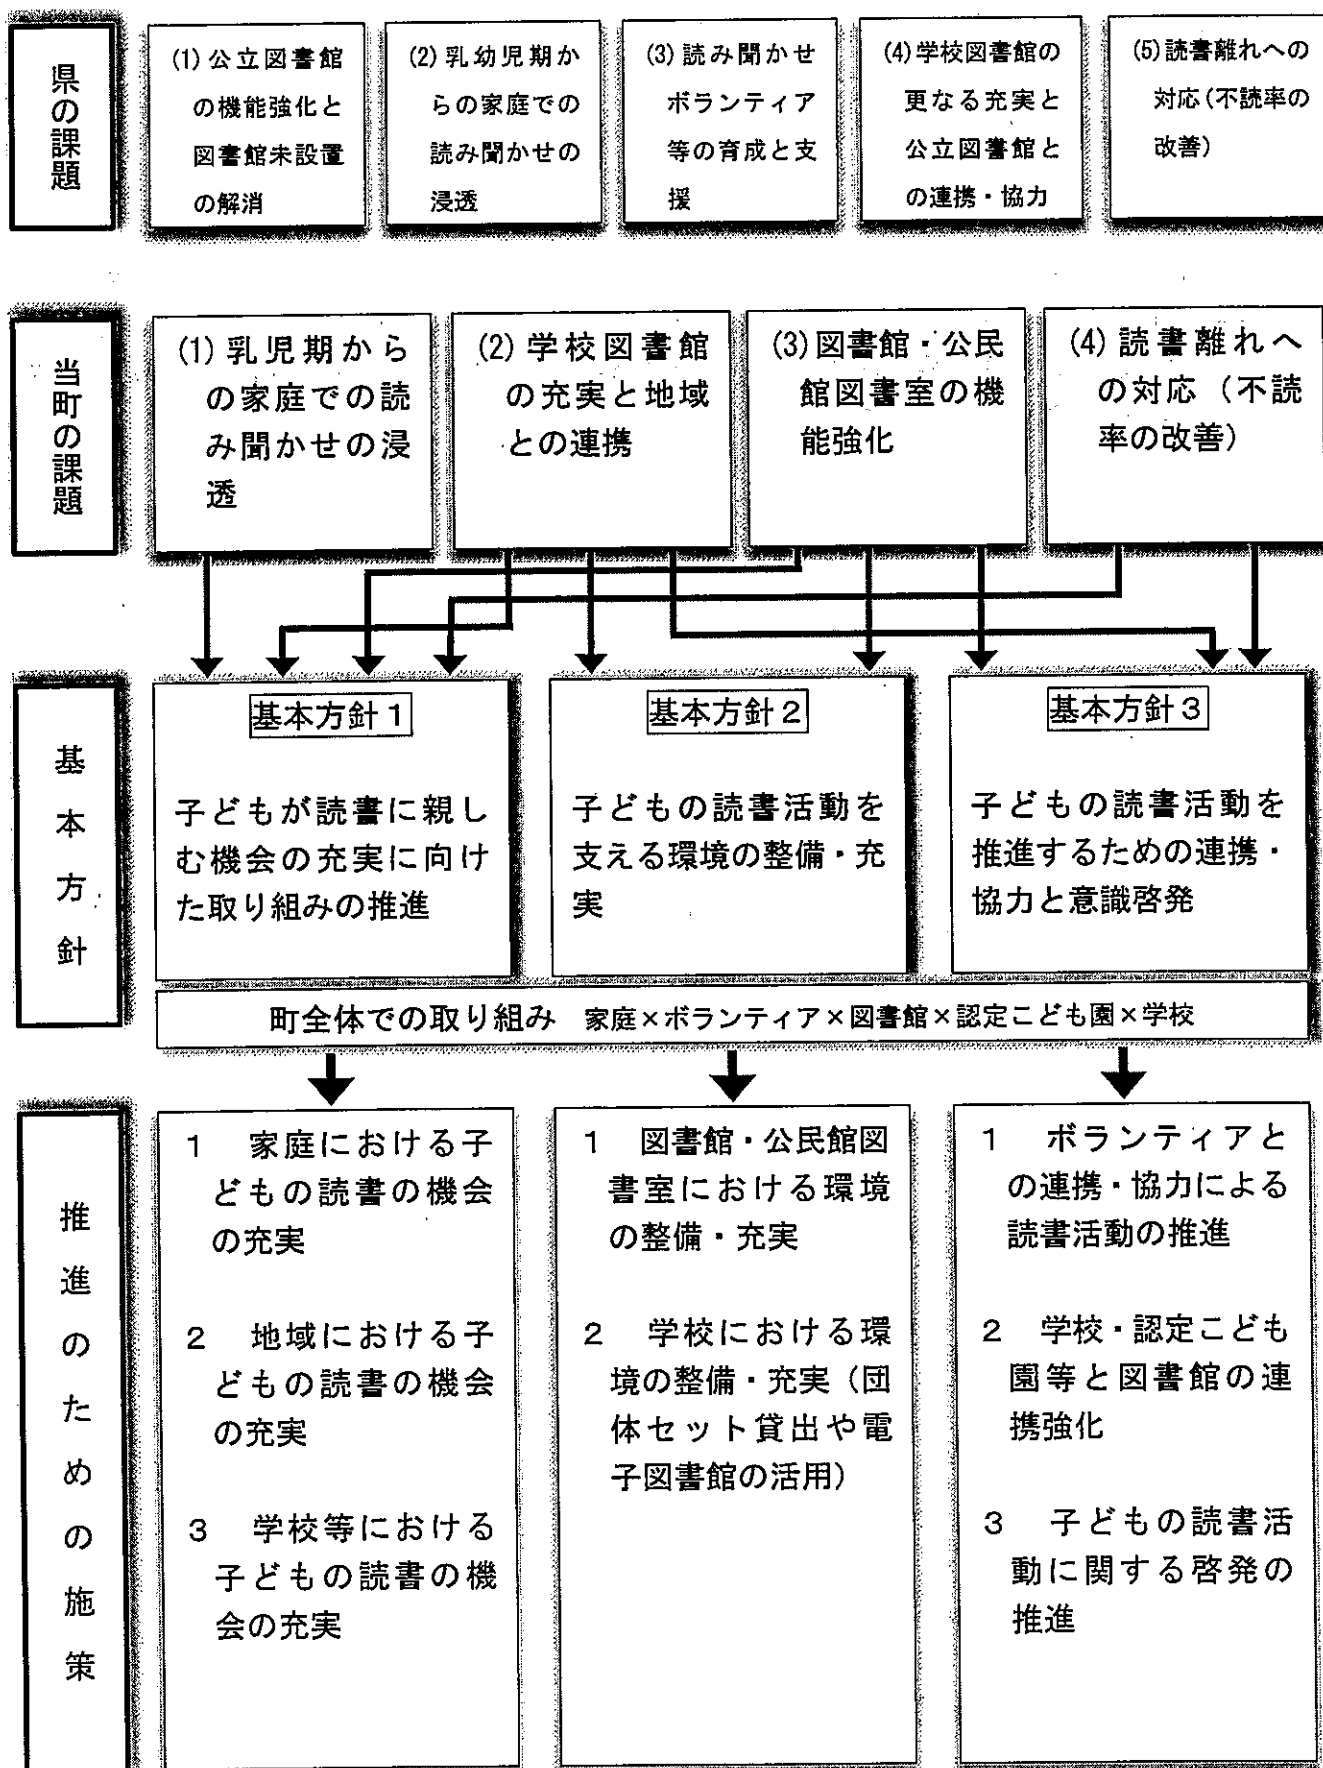 県の課題
(1) 公立図書館
の機能強化と
図書館未設置
の解消
(2) 乳幼児期か
らの家庭での
読み聞かせの
浸透
(3) 読み聞かせ
ボランティア
等の育成と支
援
(4) 学校図書館の
更なる充実と
公立図書館と
の連携・協力
(5) 読書離れへの
対応(不読率の
改善)
当町の課題
(1) 乳児期から
の家庭での読
み聞かせの浸
透
(2) 学校図書館
の充実と地域
との連携
(3) 図書館・公民
館図書室の機
能強化
(4) 読書離れへ
の対応（不読
率の改善）
基本方針
基本方針１
子どもが読書に親し
む機会の充実に向け
た取り組みの推進
基本方針２
子どもの読書活動を
支える環境の整備・充
実
基本方針３
子どもの読書活動を
推進するための連携・
協力と意識啓発
町全体での取り組み　家庭×ボランティア×図書館×認定こども園×学校
推進のための施策
１　家庭における子
どもの読書の機会
の充実
２　地域における子
どもの読書の機会
の充実
３　学校等における
子どもの読書の機
会の充実
１　図書館・公民館図
書室における環境
の整備・充実
２　学校における環
境の整備・充実（団
体セット貸出や電
子図書館の活用）
１　ボランティアと
の連携・協力による
読書活動の推進
２　学校・認定こども
園等と図書館の連
携強化
３　子どもの読書活
動に関する啓発の
推進